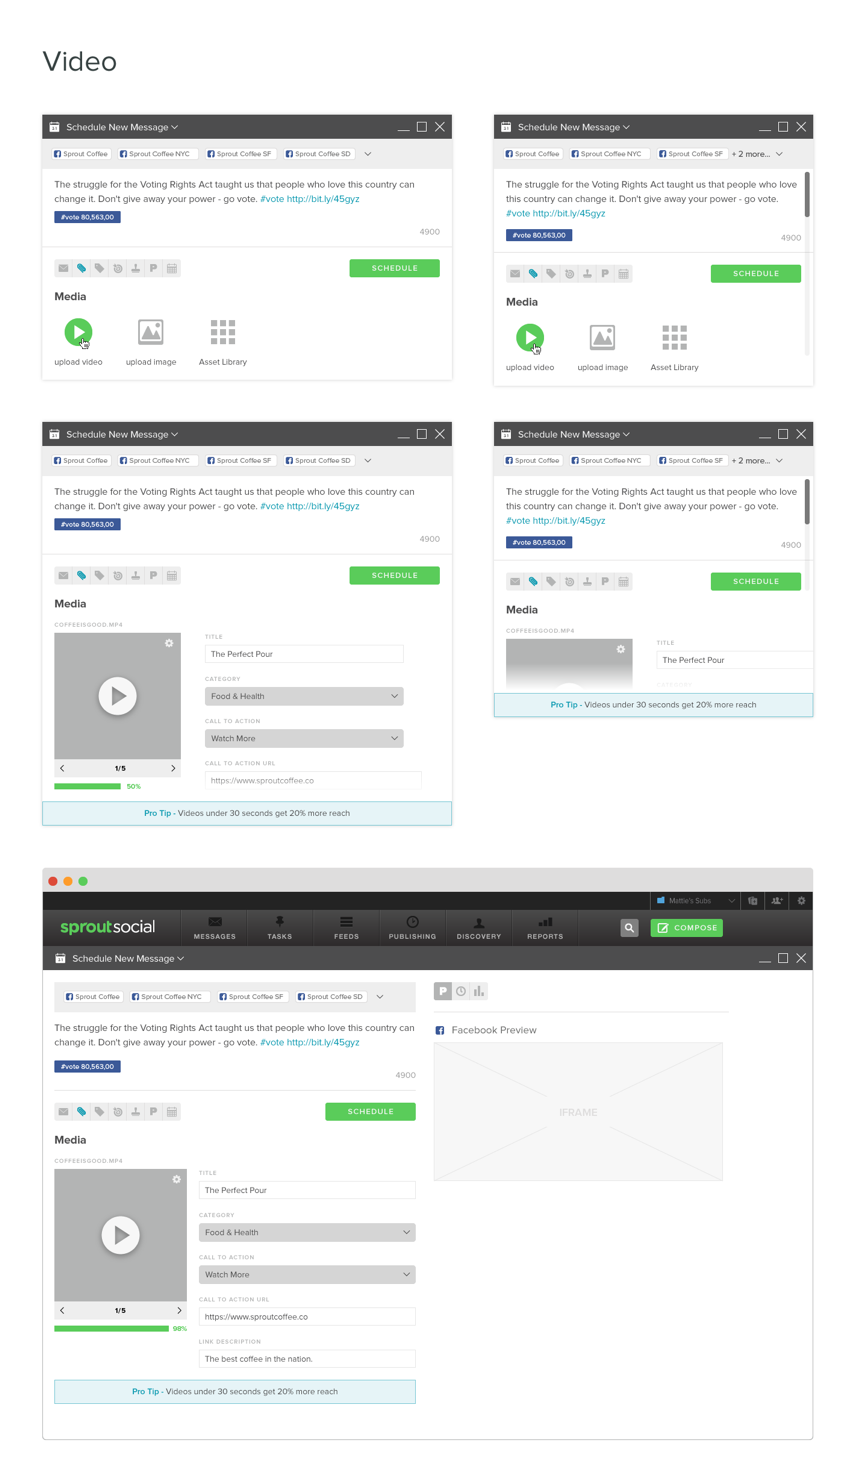 Video
Schedule New Message
Sprout Coffee
Sprout Coffee NYC
Sprout Coffee SF
Sprout Coffee SD
The struggle for the Voting Rights Act taught us that people who love this country can
change it. Don't give away your power - go vote. #vote http://bit.ly/45gyz
#vote 80,563,00
4900
P
SCHEDULE
Media
upload video
upload image
Asset Library
Schedule New Message
Sprout Coffee
Sprout Coffee NYC
Sprout Coffee SF
+ 2 more...
The struggle for the Voting Rights Act taught us that people who love
this country can change it. Don't give away your power - go vote.
#vote http://bit.ly/45gyz
#vote 80,563,00
4900
P
SCHEDULE
Media
upload video
upload image
Asset Library
Schedule New Message
Sprout Coffee
Sprout Coffee NYC
Sprout Coffee SF
Sprout Coffee SD
The struggle for the Voting Rights Act taught us that people who love this country can
change it. Don't give away your power - go vote. #vote http://bit.ly/45gyz
#vote 80,563,00
4900
P
SCHEDULE
Media
COFFEEISGOOD.MP4
1/5
50%
TITLE
The Perfect Pour
CATEGORY
Food & Health
CALL TO ACTION
Watch More
CALL TO ACTION URL
https://www.sproutcoffee.co
Pro Tip - Videos under 30 seconds get 20% more reach
Schedule New Message
Sprout Coffee
Sprout Coffee NYC
Sprout Coffee SF
+ 2 more...
The struggle for the Voting Rights Act taught us that people who love
this country can change it. Don't give away your power - go vote.
#vote http://bit.ly/45gyz
#vote 80,563,00
4900
P
SCHEDULE
Media
COFFEEISGOOD.MP4
TITLE
The Perfect Pour
CATEGORY
Pro Tip - Videos under 30 seconds get 20% more reach
Mattie's Subs
sproutsocial
MESSAGES
TASKS
FEEDS
PUBLISHING
DISCOVERY
REPORTS
COMPOSE
Schedule New Message
Sprout Coffee
Sprout Coffee NYC
Sprout Coffee SF
Sprout Coffee SD
The struggle for the Voting Rights Act taught us that people who love this country can
change it. Don't give away your power - go vote. #vote http://bit.ly/45gyz
#vote 80,563,00
4900
P
SCHEDULE
Media
COFFEEISGOOD.MP4
1/5
98%
TITLE
The Perfect Pour
CATEGORY
Food & Health
CALL TO ACTION
Watch More
CALL TO ACTION URL
https://www.sproutcoffee.co
LINK DESCRIPTION
The best coffee in the nation.
Pro Tip - Videos under 30 seconds get 20% more reach
P
Facebook Preview
IFRAME